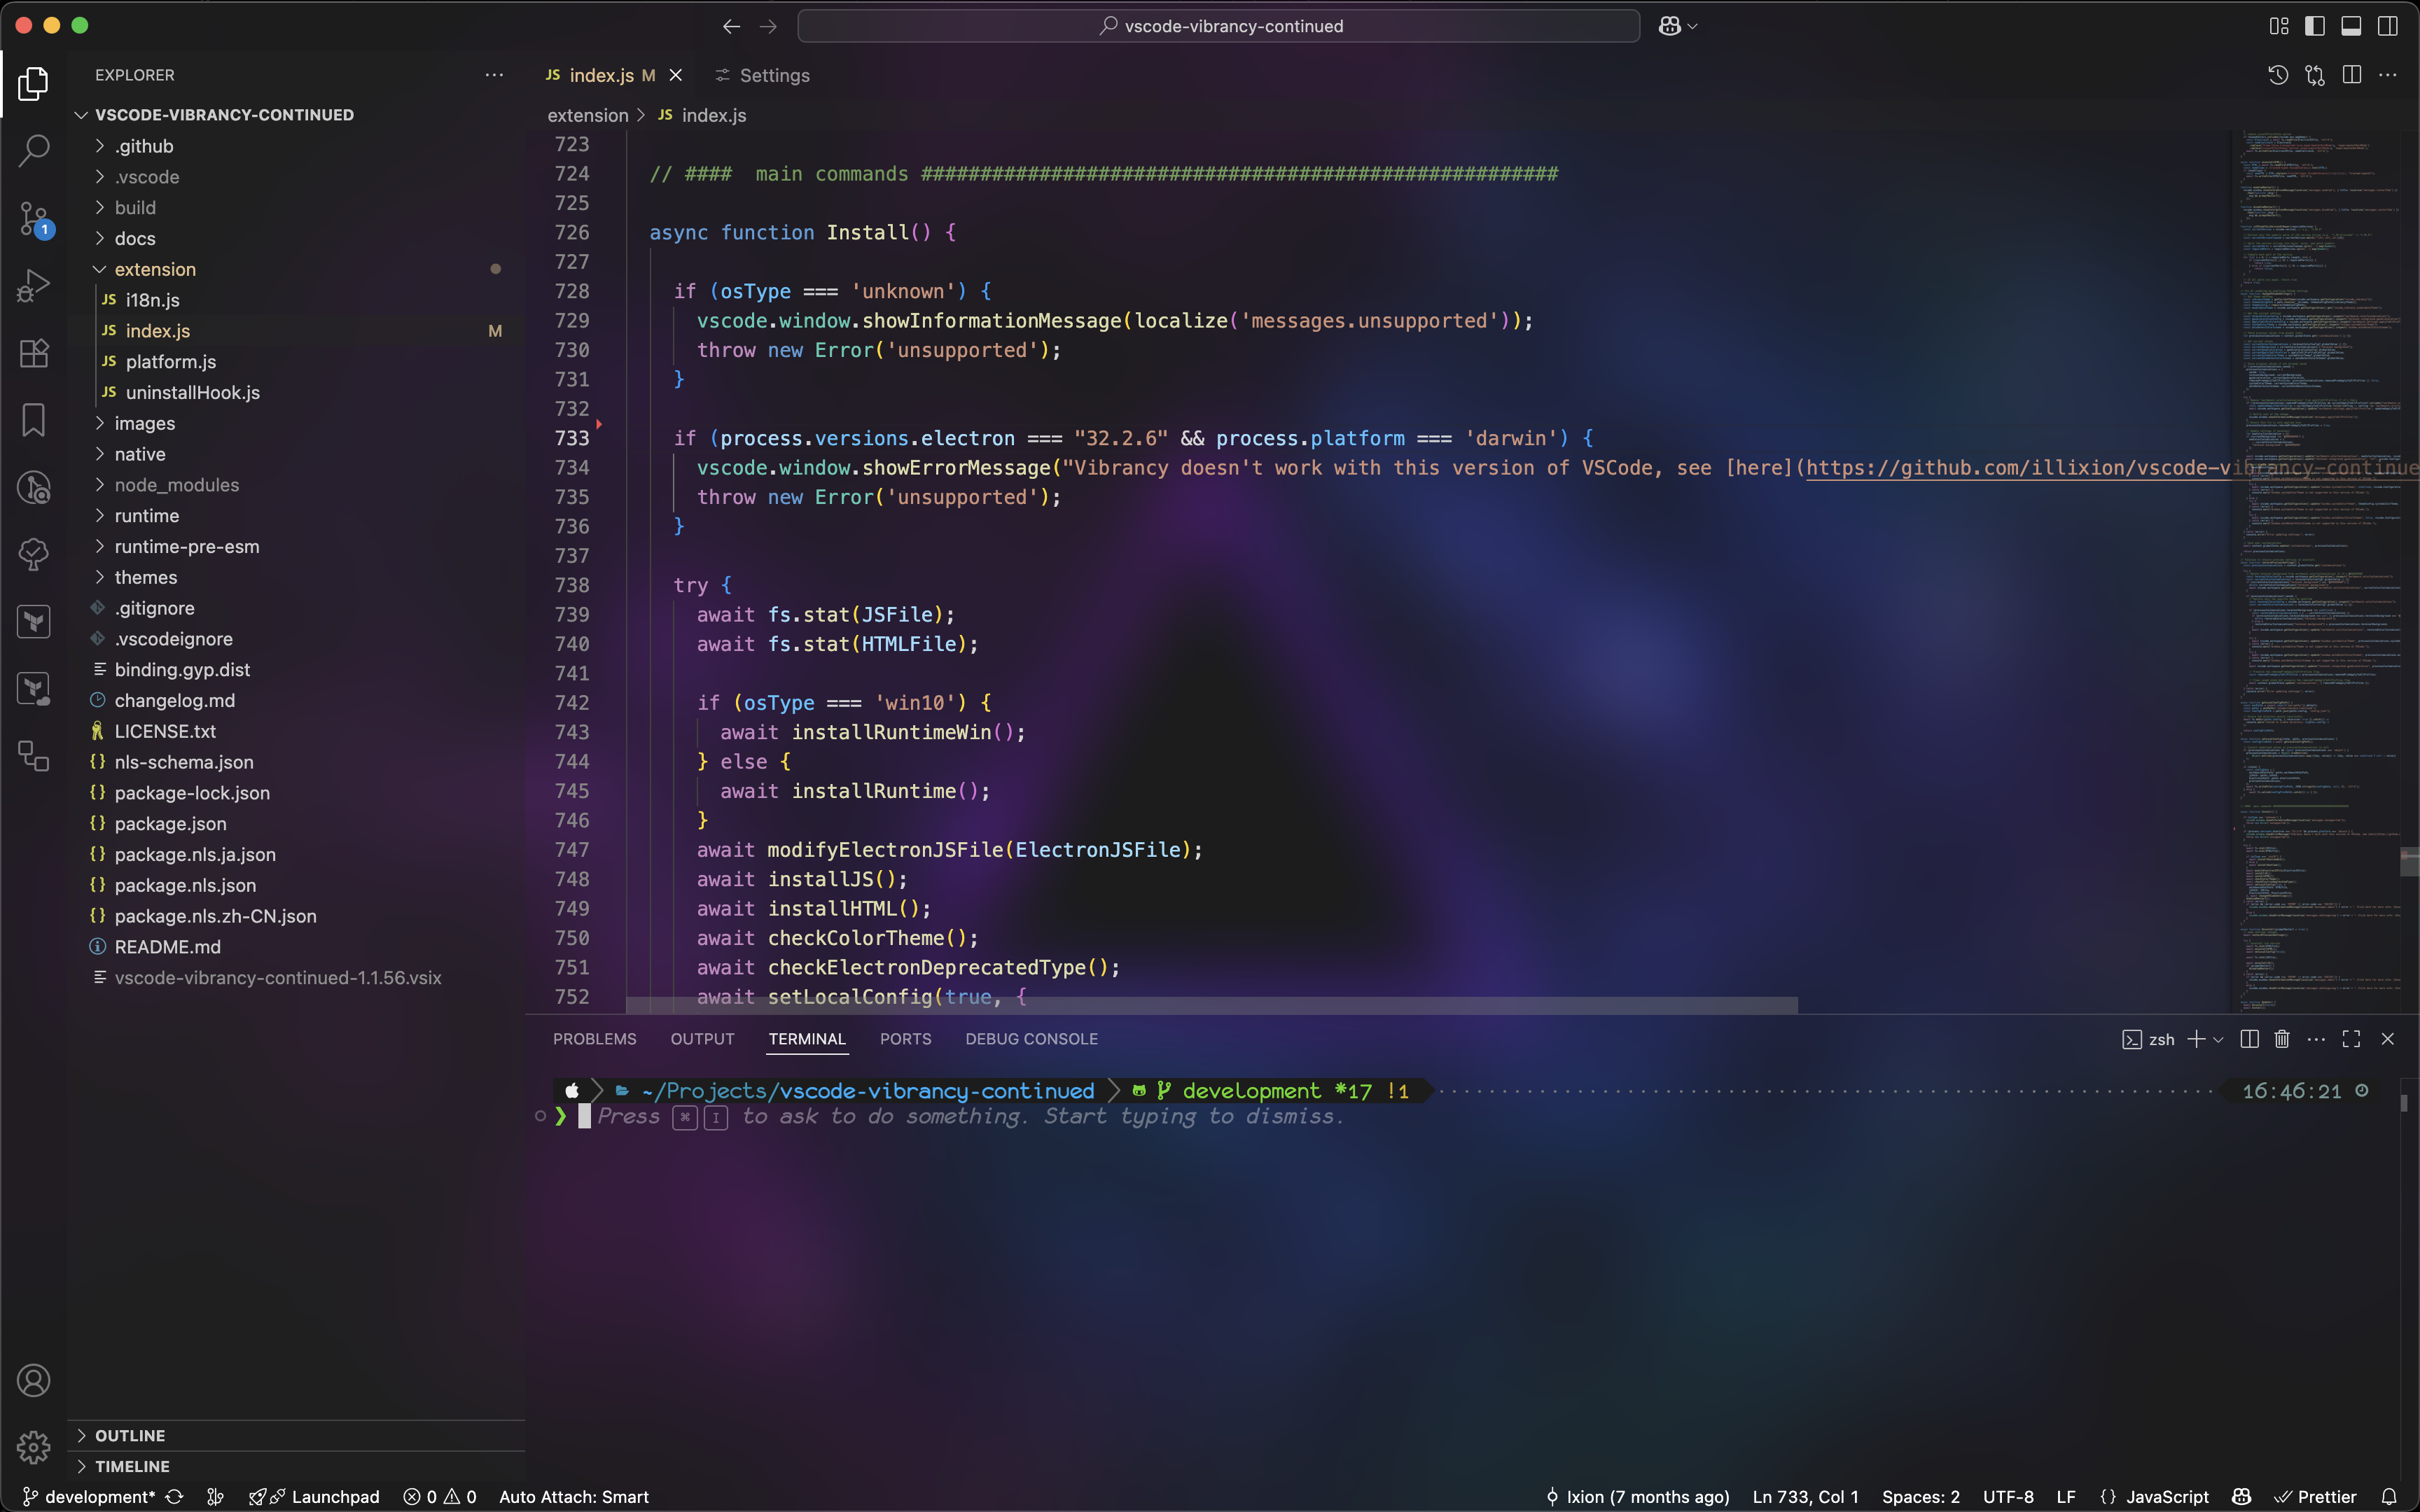 vscode-vibrancy-continued
EXPLORER
VSCODE-VIBRANCY-CONTINUED
.github
.vscode
build
docs
extension
JS i18n.js
JS index.js M
JS platform.js
JS uninstallHook.js
images
native
node_modules
runtime
runtime-pre-esm
themes
.gitignore
.vscodeignore
binding.gyp.dist
changelog.md
LICENSE.txt
{} nls-schema.json
{} package-lock.json
{} package.json
{} package.nls.ja.json
{} package.nls.json
{} package.nls.zh-CN.json
README.md
vscode-vibrancy-continued-1.1.56.vsix
OUTLINE
TIMELINE
1
JS index.js M
Settings
extension > JS index.js
723
724 // #### main commands ######################################################
725
726 async function Install() {
727
728 if (osType === 'unknown') {
729 vscode.window.showInformationMessage(localize('messages.unsupported'));
730 throw new Error('unsupported');
731 }
732
733 if (process.versions.electron === "32.2.6" && process.platform === 'darwin') {
734 vscode.window.showErrorMessage("Vibrancy doesn't work with this version of VSCode, see [here](https://github.com/illixion/vscode-vibrancy-continue
735 throw new Error('unsupported');
736 }
737
738 try {
739 await fs.stat(JSFile);
740 await fs.stat(HTMLFile);
741
742 if (osType === 'win10') {
743 await installRuntimeWin();
744 } else {
745 await installRuntime();
746 }
747 await modifyElectronJSFile(ElectronJSFile);
748 await installJS();
749 await installHTML();
750 await checkColorTheme();
751 await checkElectronDeprecatedType();
752 await setLocalConfig(true, {
PROBLEMS OUTPUT TERMINAL PORTS DEBUG CONSOLE
zsh
~/Projects/vscode-vibrancy-continued development *17 !1 16:46:21
❯ Press ⌘ I to ask to do something. Start typing to dismiss.
development* Launchpad 0 0 Auto Attach: Smart
Ixion (7 months ago) Ln 733, Col 1 Spaces: 2 UTF-8 LF {} JavaScript Prettier